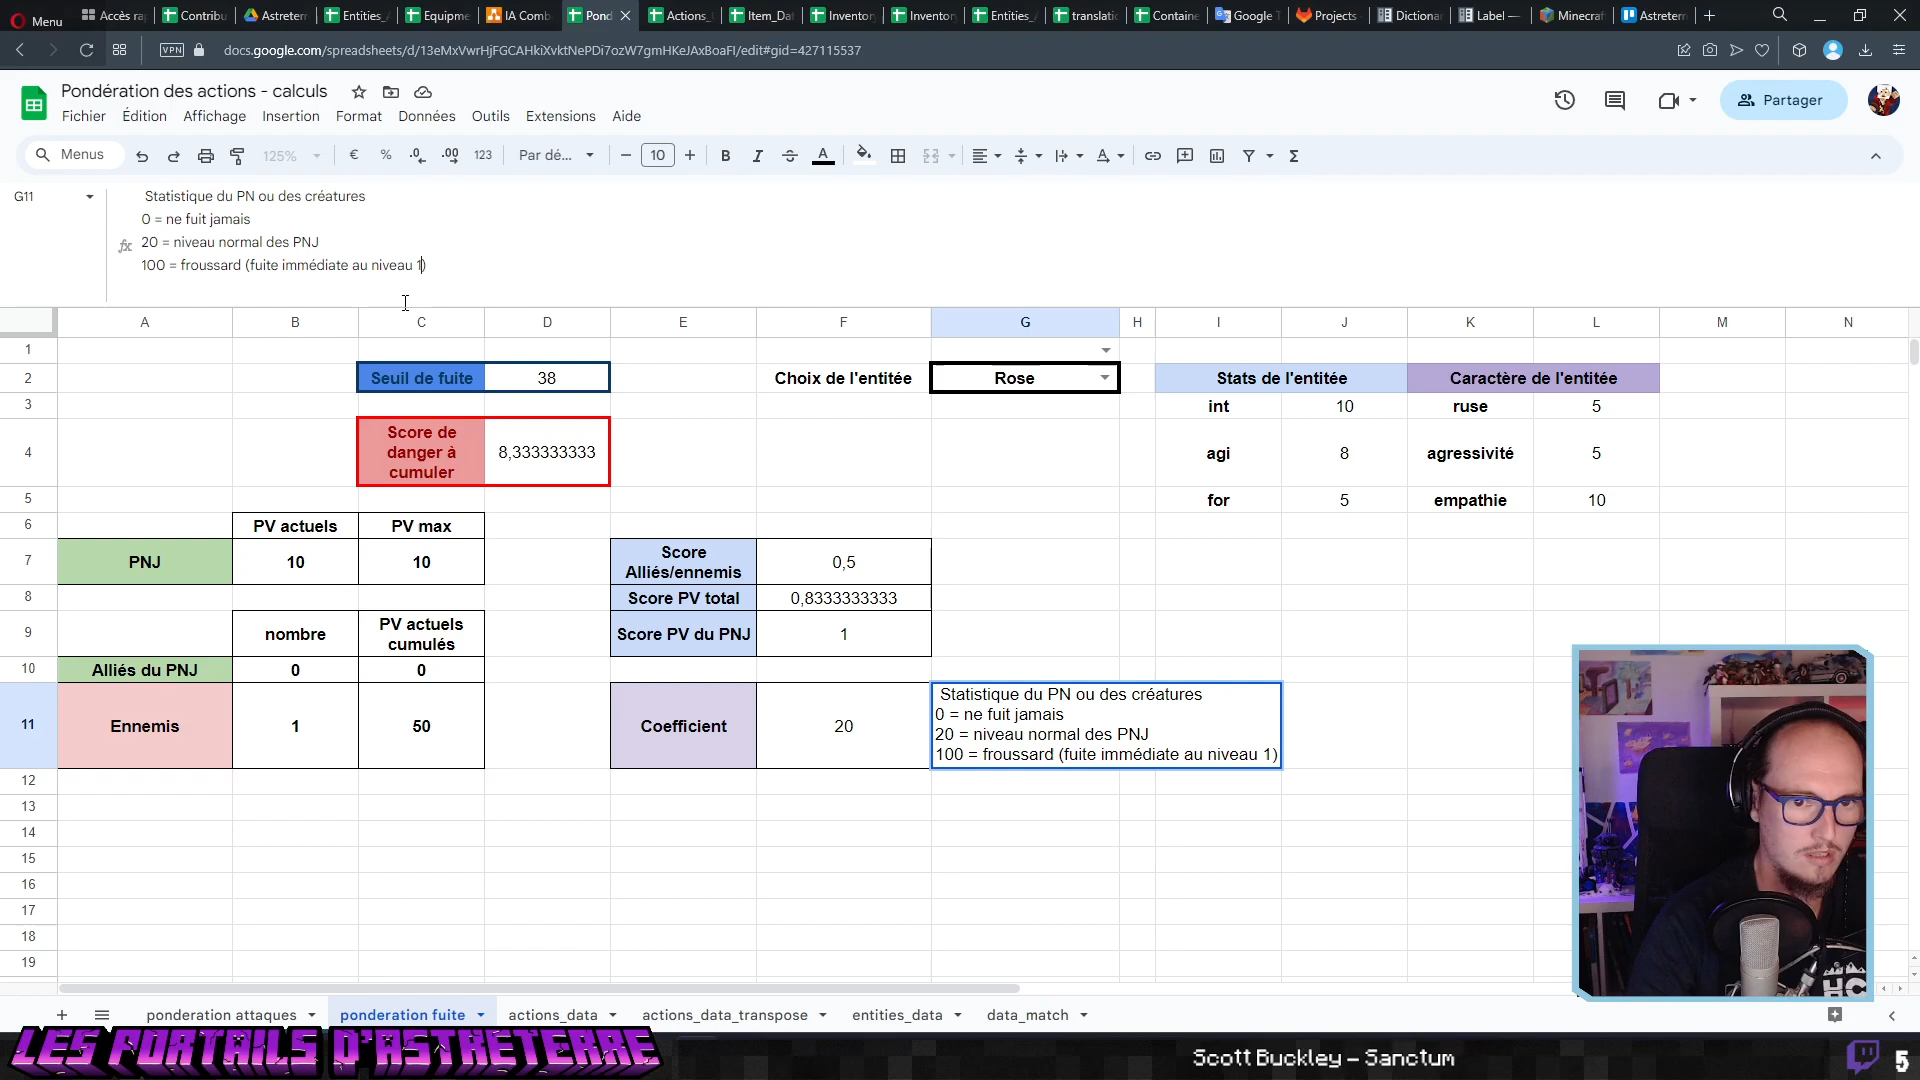 Menu
Accès ra
Contribu
Astreter
Entities_
Equipme
IA Comb
Pond
Actions_
Item_Da
Inventor
Inventor
Entities_
translatic
Containe
Google T
Projects
Dictionar
Label —
Minecraf
Astreterr
VPN
docs.google.com/spreadsheets/d/13eMxVwrHjFGCAHkiXvktNePDi7ozW7gmHKeJAxBoaFI/edit#gid=427115537
Pondération des actions - calculs
Fichier Édition Affichage Insertion Format Données Outils Extensions Aide
Partager
Menus 125% € % .0 .00 123 Par dé... − 10 + B I A Σ
G11
Statistique du PN ou des créatures
0 = ne fuit jamais
fx 20 = niveau normal des PNJ
100 = froussard (fuite immédiate au niveau 1)
A B C D E F G H I J K L M N
1
2 Seuil de fuite 38 Choix de l'entité Rose Stats de l'entitée Caractère de l'entitée
3 int 10 ruse 5
4 Score de danger à cumuler 8,333333333 agi 8 agressivité 5
5 for 5 empathie 10
6 PV actuels PV max
7 PNJ 10 10 Score Alliés/ennemis 0,5
8 Score PV total 0,8333333333
9 nombre PV actuels cumulés Score PV du PNJ 1
10 Alliés du PNJ 0 0
11 Ennemis 1 50 Coefficient 20
Statistique du PN ou des créatures
0 = ne fuit jamais
20 = niveau normal des PNJ
100 = froussard (fuite immédiate au niveau 1)
12
13
14
15
16
17
18
19
HC
ponderation attaques ponderation fuite actions_data actions_data_transpose entities_data data_match
LES PORTAILS D'ASTRETERRE
Scott Buckley – Sanctum
5